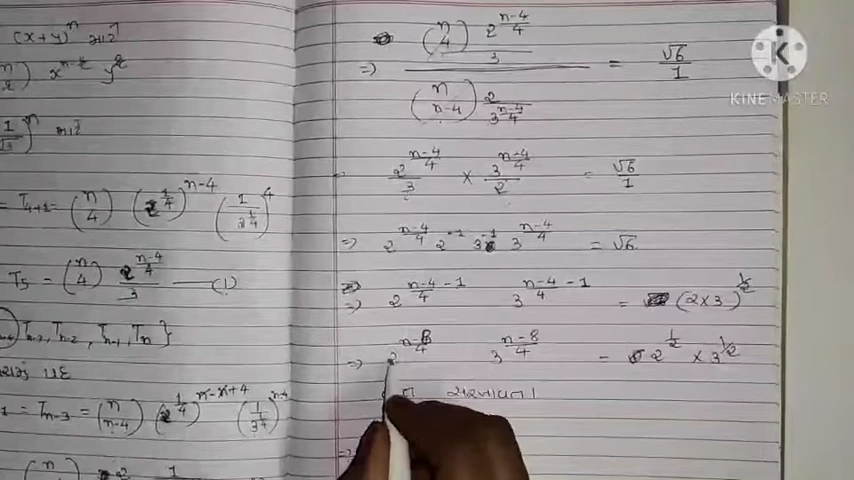 (x+y)^n માટે
x^{n-r} y^r
= T_{4+1} = (n 4) (2^{1/4})^{n-4} (1/3^{1/4})^4
T_5 = (n 4) 2^{(n-4)/4}/3 —— (1)
T_{n-3}, T_{n-2}, T_{n-1}, T_n }
1 = T_{n-3} = (n n-4) (2^{1/4})^{n-n+4} (1/3^{1/4})^{n-4}
⇒ ((n 4) 2^{(n-4)/4}/3) / ((n n-4) 2/3^{(n-4)/4}) = √6/1
2^{(n-4)/4}/3 × 3^{(n-4)/4}/2 = √6/1
⇒ 2^{(n-4)/4} 2^{-1} 3^{-1} 3^{(n-4)/4} = √6
⇒ 2^{(n-4)/4 - 1} 3^{(n-4)/4 - 1} = (2×3)^{1/2}
⇒ 2^{(n-8)/4} 3^{(n-8)/4} = 2^{1/2} × 3^{1/2}
KINEMASTER